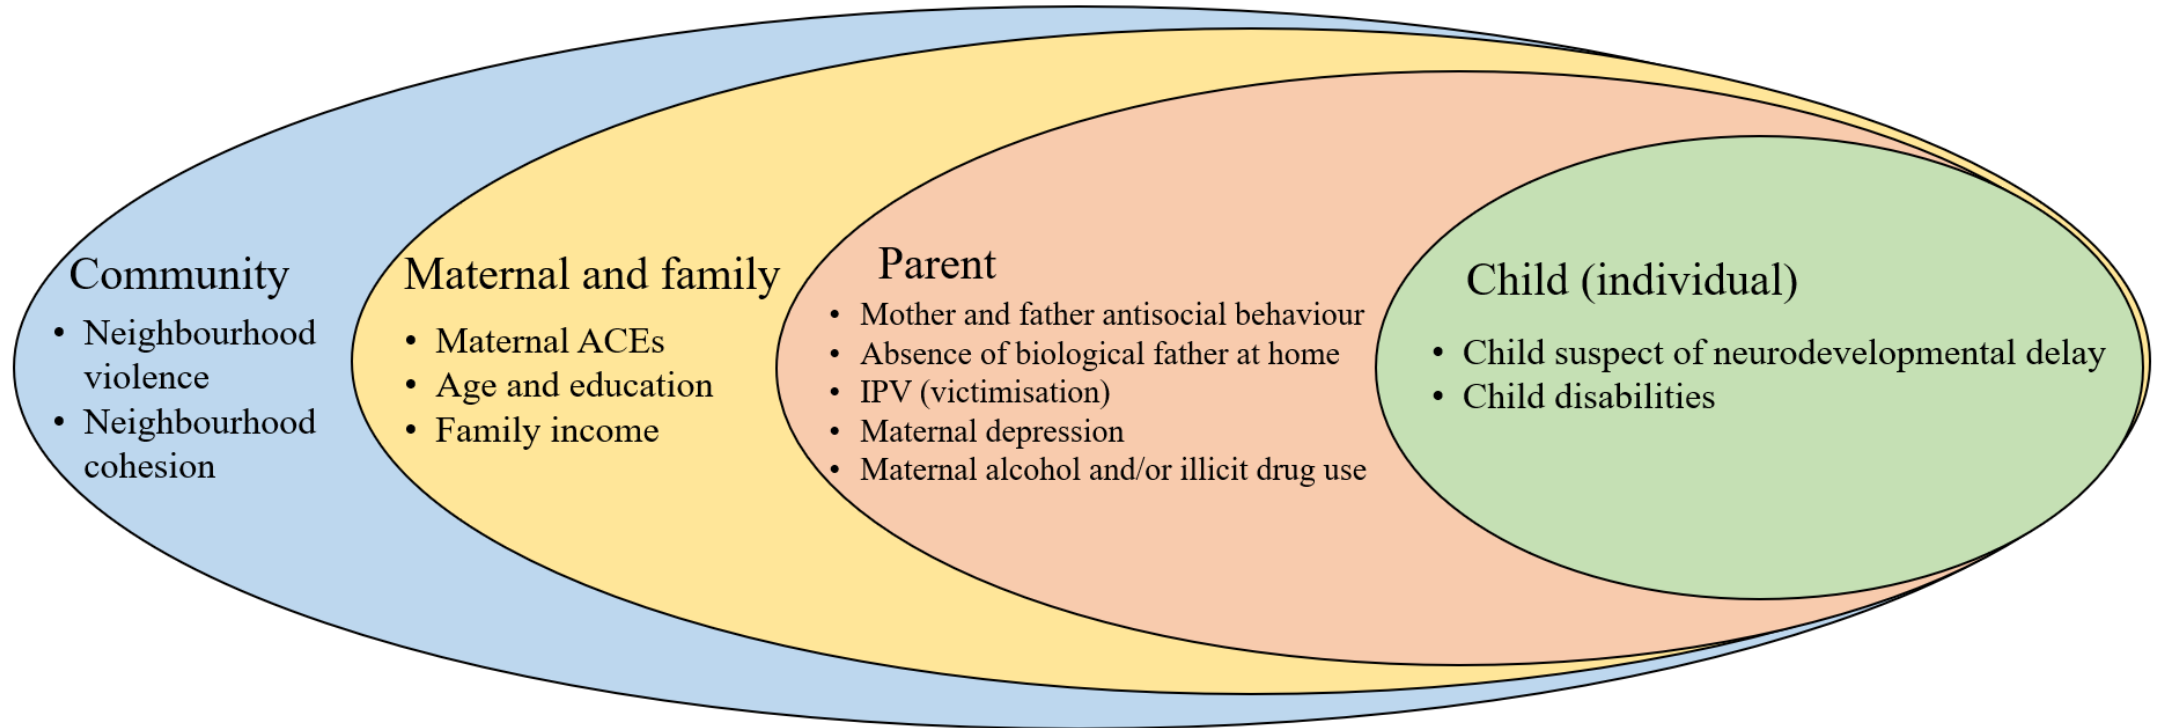 Community
• Neighbourhood
violence
• Neighbourhood
cohesion
Maternal and family
• Maternal ACEs
• Age and education
• Family income
Parent
• Mother and father antisocial behaviour
• Absence of biological father at home
• IPV (victimisation)
• Maternal depression
• Maternal alcohol and/or illicit drug use
Child (individual)
• Child suspect of neurodevelopmental delay
• Child disabilities